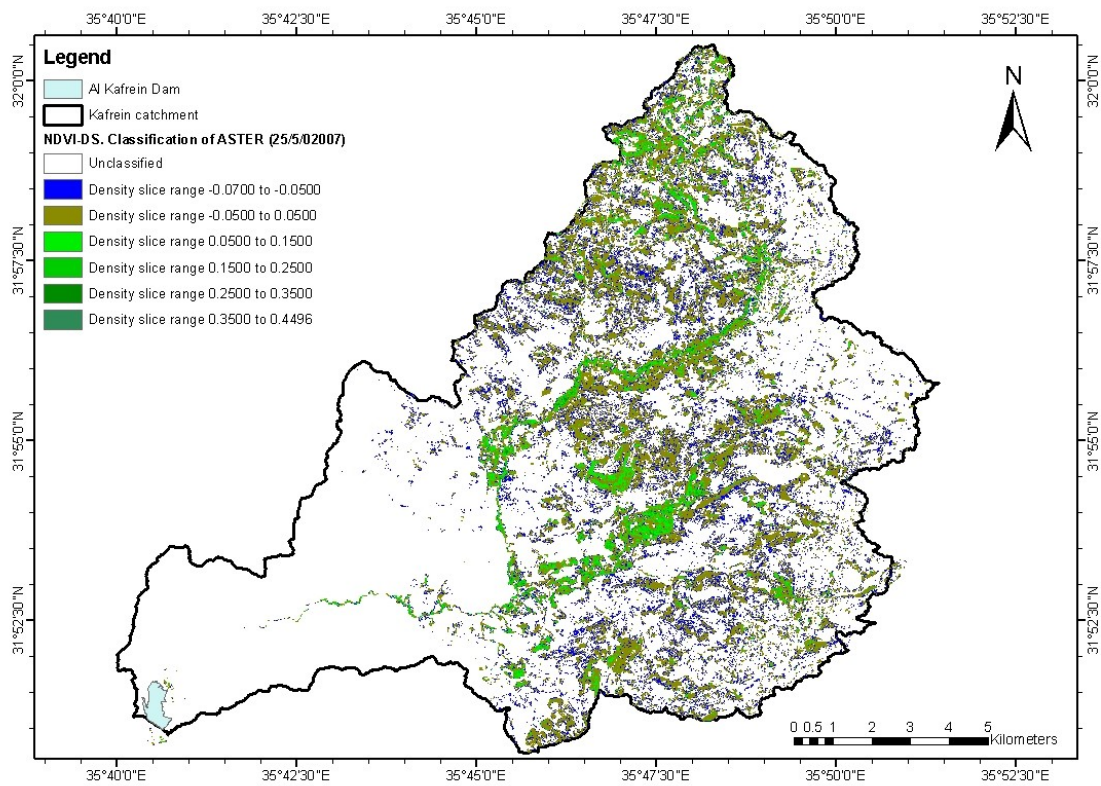 35°40'0"E 35°42'30"E 35°45'0"E 35°47'30"E 35°50'0"E 35°52'30"E
Legend
Al Kafrein Dam
Kafrein catchment
NDVI-DS. Classification of ASTER (25/5/02007)
Unclassified
Density slice range -0.0700 to -0.0500
Density slice range -0.0500 to 0.0500
Density slice range 0.0500 to 0.1500
Density slice range 0.1500 to 0.2500
Density slice range 0.2500 to 0.3500
Density slice range 0.3500 to 0.4496
N
32°0'0"N
31°57'30"N
31°55'0"N
31°52'30"N
32°0'0"N
31°57'30"N
31°55'0"N
31°52'30"N
0 0.5 1 2 3 4 5
Kilometers
35°40'0"E 35°42'30"E 35°45'0"E 35°47'30"E 35°50'0"E 35°52'30"E